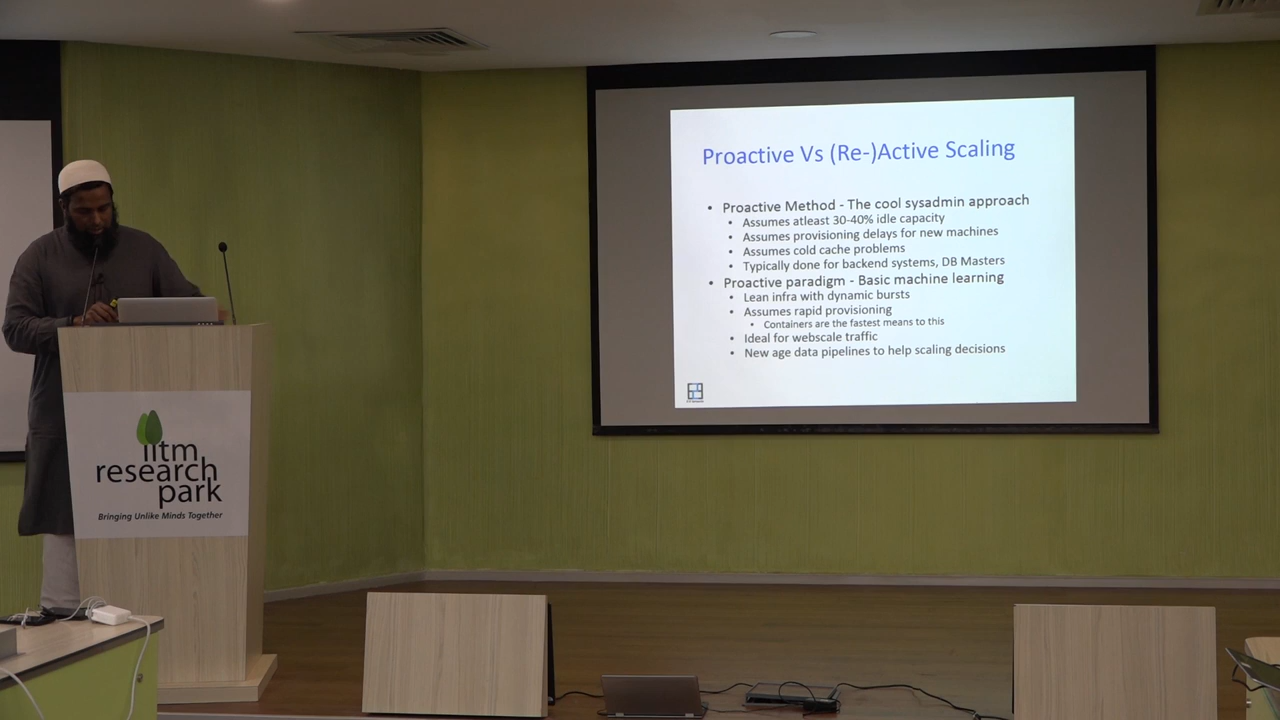 Proactive Vs (Re-)Active Scaling
• Proactive Method - The cool sysadmin approach
• Assumes atleast 30-40% idle capacity
• Assumes provisioning delays for new machines
• Assumes cold cache problems
• Typically done for backend systems, DB Masters
• Proactive paradigm - Basic machine learning
• Lean infra with dynamic bursts
• Assumes rapid provisioning
• Containers are the fastest means to this
• Ideal for webscale traffic
• New age data pipelines to help scaling decisions
iitm
research
park
Bringing Unlike Minds Together